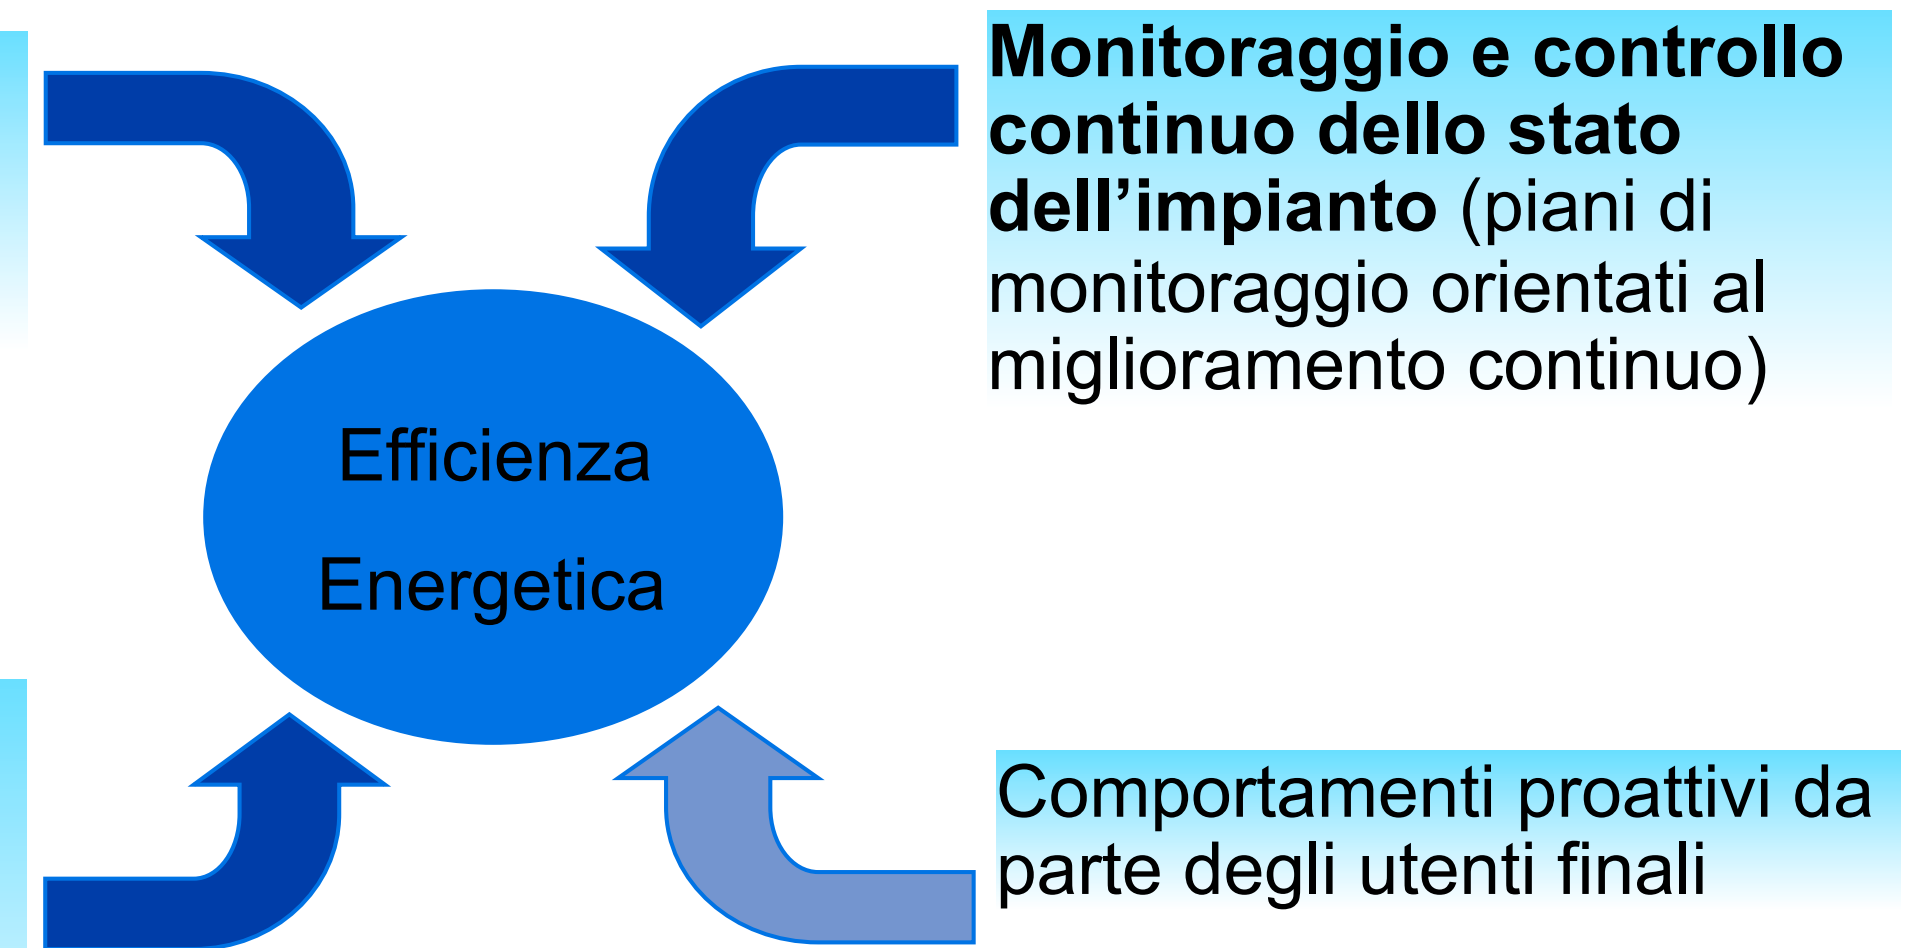 Monitoraggio e controllo
continuo dello stato
dell’impianto (piani di
monitoraggio orientati al
miglioramento continuo)
Efficienza
Energetica
Comportamenti proattivi da
parte degli utenti finali